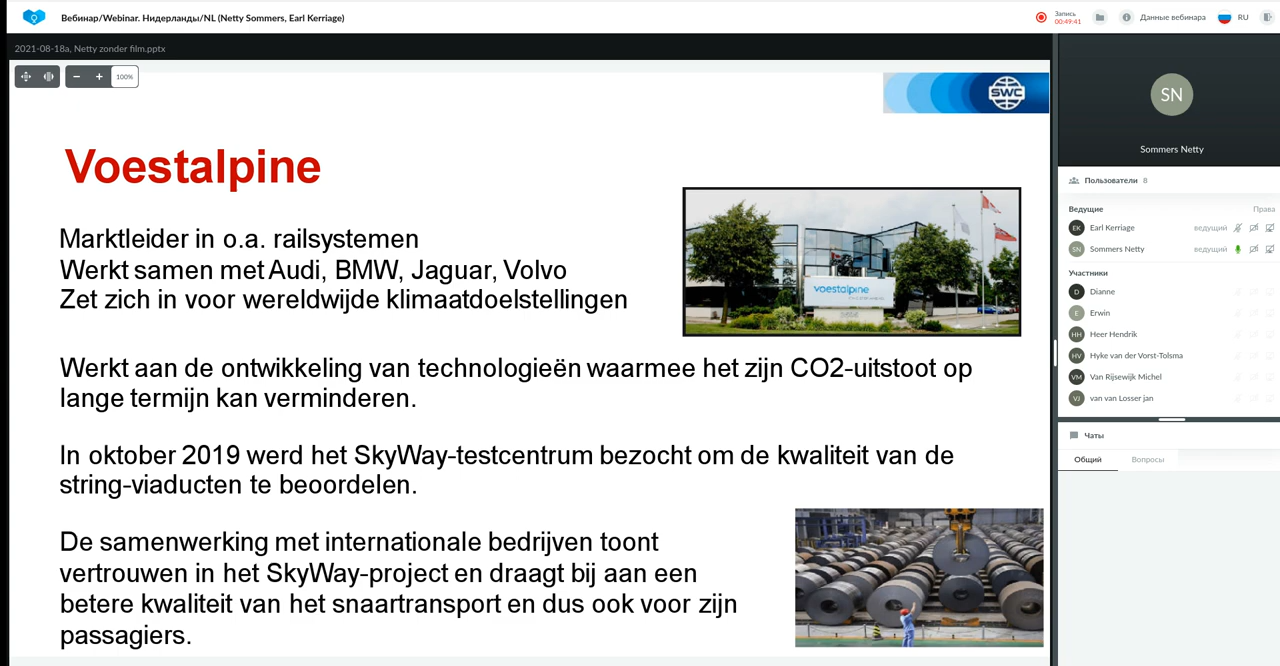 Вебинар/Webinar. Нидерланды/NL (Netty Sommers, Earl Kerriage)
Запись
00:49:41
Данные вебинара
RU
2021-08-18a, Netty zonder film.pptx
100%
SWC
Voestalpine
Marktleider in o.a. railsystemen
Werkt samen met Audi, BMW, Jaguar, Volvo
Zet zich in voor wereldwijde klimaatdoelstellingen
voestalpine
Werkt aan de ontwikkeling van technologieën waarmee het zijn CO2-uitstoot op
lange termijn kan verminderen.
In oktober 2019 werd het SkyWay-testcentrum bezocht om de kwaliteit van de
string-viaducten te beoordelen.
De samenwerking met internationale bedrijven toont
vertrouwen in het SkyWay-project en draagt bij aan een
betere kwaliteit van het snaartransport en dus ook voor zijn
passagiers.
SN
Sommers Netty
Пользователи 8
Ведущие Права
EK Earl Kerriage ведущий
SN Sommers Netty ведущий
Участники
D Dianne
E Erwin
HH Heer Hendrik
HV Hyke van der Vorst-Tolsma
VM Van Rijsewijk Michel
VJ van van Losser jan
Чаты
Общий Вопросы